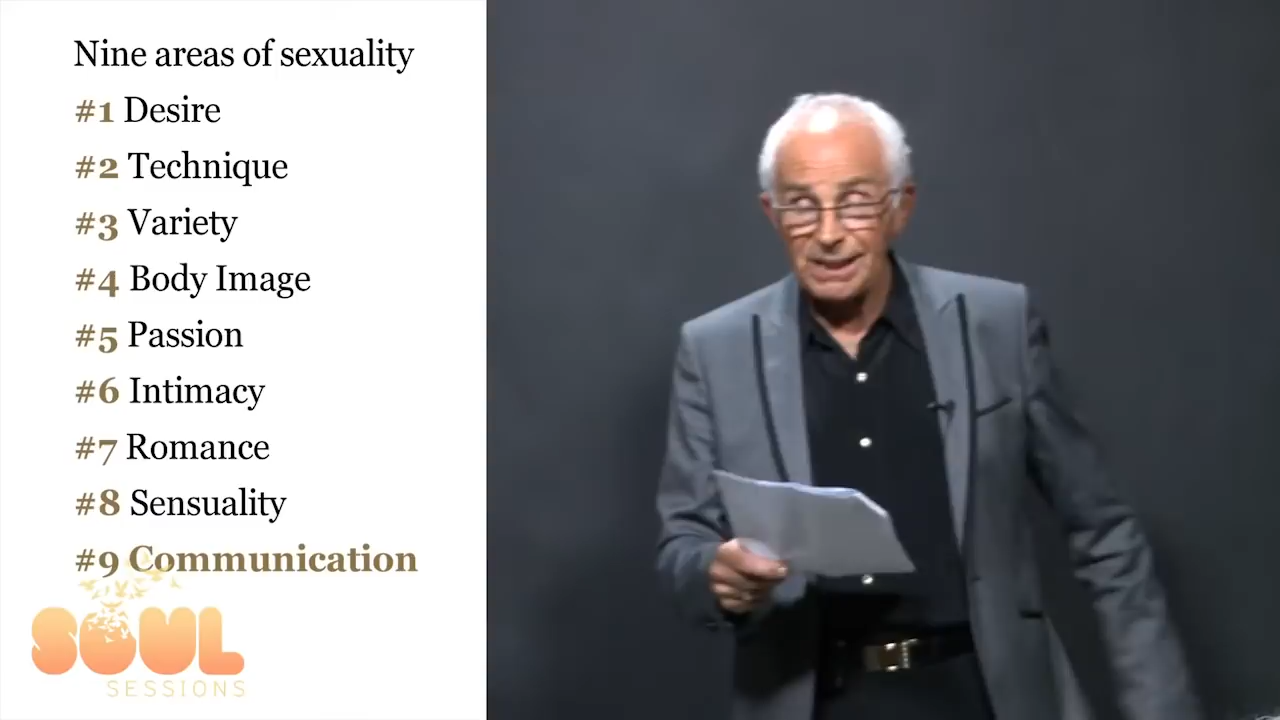 Nine areas of sexuality
#1 Desire
#2 Technique
#3 Variety
#4 Body Image
#5 Passion
#6 Intimacy
#7 Romance
#8 Sensuality
#9 Communication
SOUL
SESSIONS